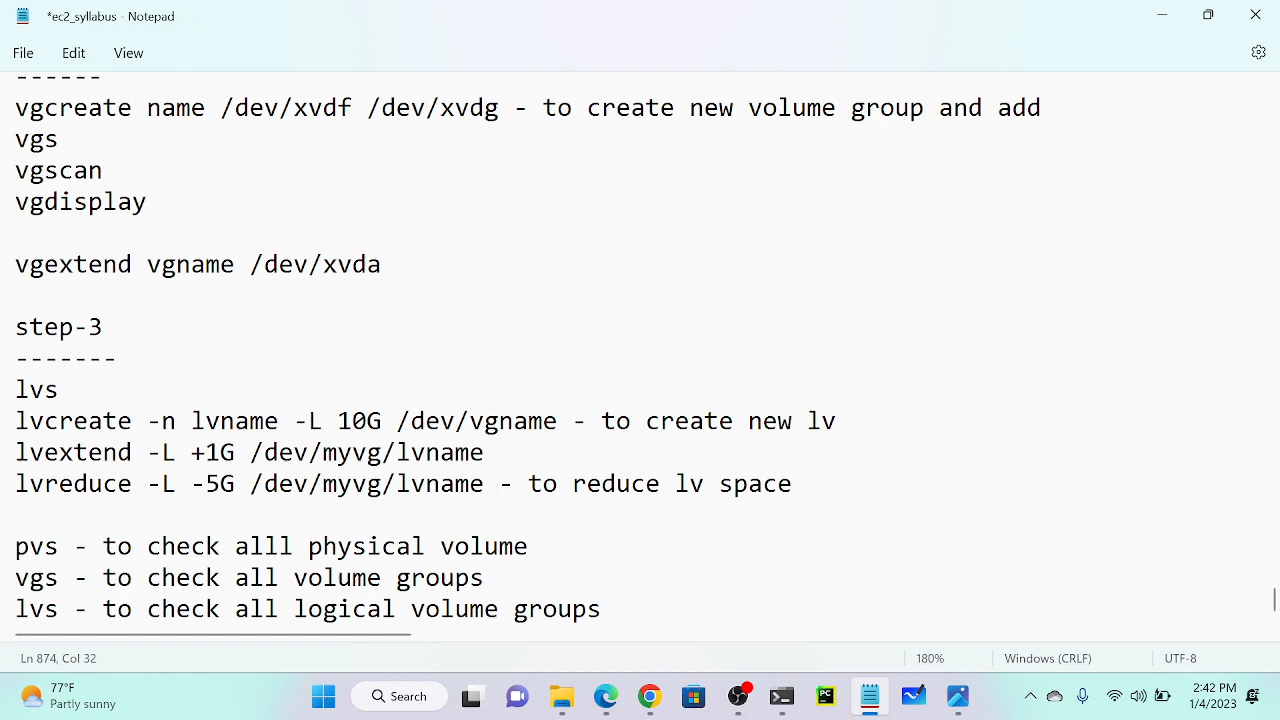 *ec2_syllabus - Notepad
File Edit View
------
vgcreate name /dev/xvdf /dev/xvdg - to create new volume group and add
vgs
vgscan
vgdisplay
vgextend vgname /dev/xvda
step-3
-------
lvs
lvcreate -n lvname -L 10G /dev/vgname - to create new lv
lvextend -L +1G /dev/myvg/lvname
lvreduce -L -5G /dev/myvg/lvname - to reduce lv space
pvs - to check alll physical volume
vgs - to check all volume groups
lvs - to check all logical volume groups
Ln 874, Col 32 180% Windows (CRLF) UTF-8
77°F
Partly sunny
Search
PC
2:42 PM
1/4/2023